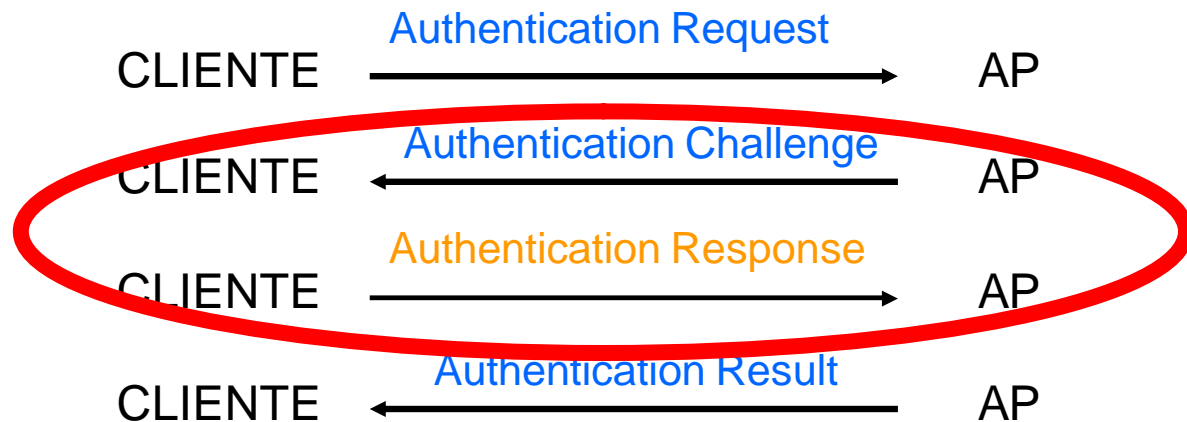 Authentication Request
CLIENTE AP
Authentication Challenge
CLIENTE AP
Authentication Response
CLIENTE AP
Authentication Result
CLIENTE AP